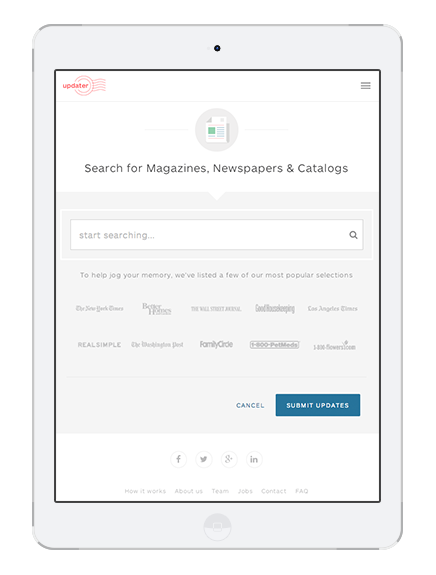 updater
Search for Magazines, Newspapers & Catalogs
start searching...
To help jog your memory, we've listed a few of our most popular selections
The New York Times Better Homes and Gardens THE WALL STREET JOURNAL Good Housekeeping Los Angeles Times
REALSIMPLE The Washington Post FamilyCircle 1-800-PetMeds 1-800-flowers.com
CANCEL SUBMIT UPDATES
How it works About us Team Jobs Contact FAQ